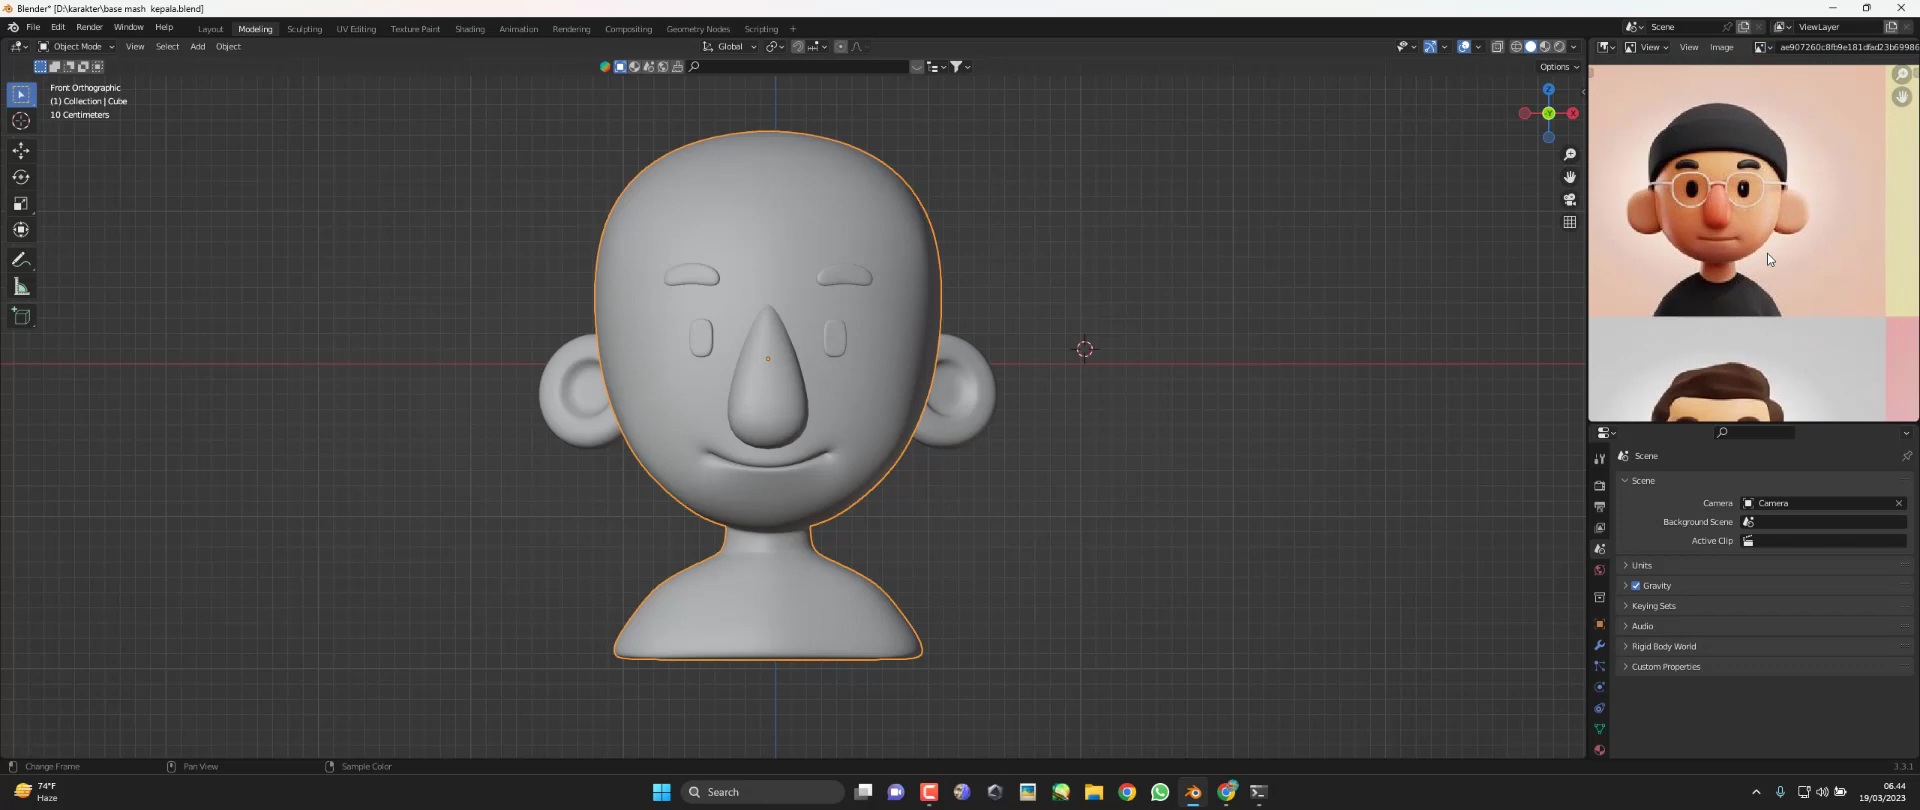 Blender* [D:\karakter\base mash kepala.blend]
File Edit Render Window Help
Layout Modeling Sculpting UV Editing Texture Paint Shading Animation Rendering Compositing Geometry Nodes Scripting +
Scene
ViewLayer
Object Mode View Select Add Object
Global
View View Image ae907260c8fb9e181dfad23b69986
Options
Front Orthographic
(1) Collection | Cube
10 Centimeters
Z
Y
X
Scene
Scene
Camera Camera
Background Scene
Active Clip
Units
Gravity
Keying Sets
Audio
Rigid Body World
Custom Properties
Change Frame Pan View Sample Color
3.3.1
74°F
Haze
Search
06.44
19/03/2023